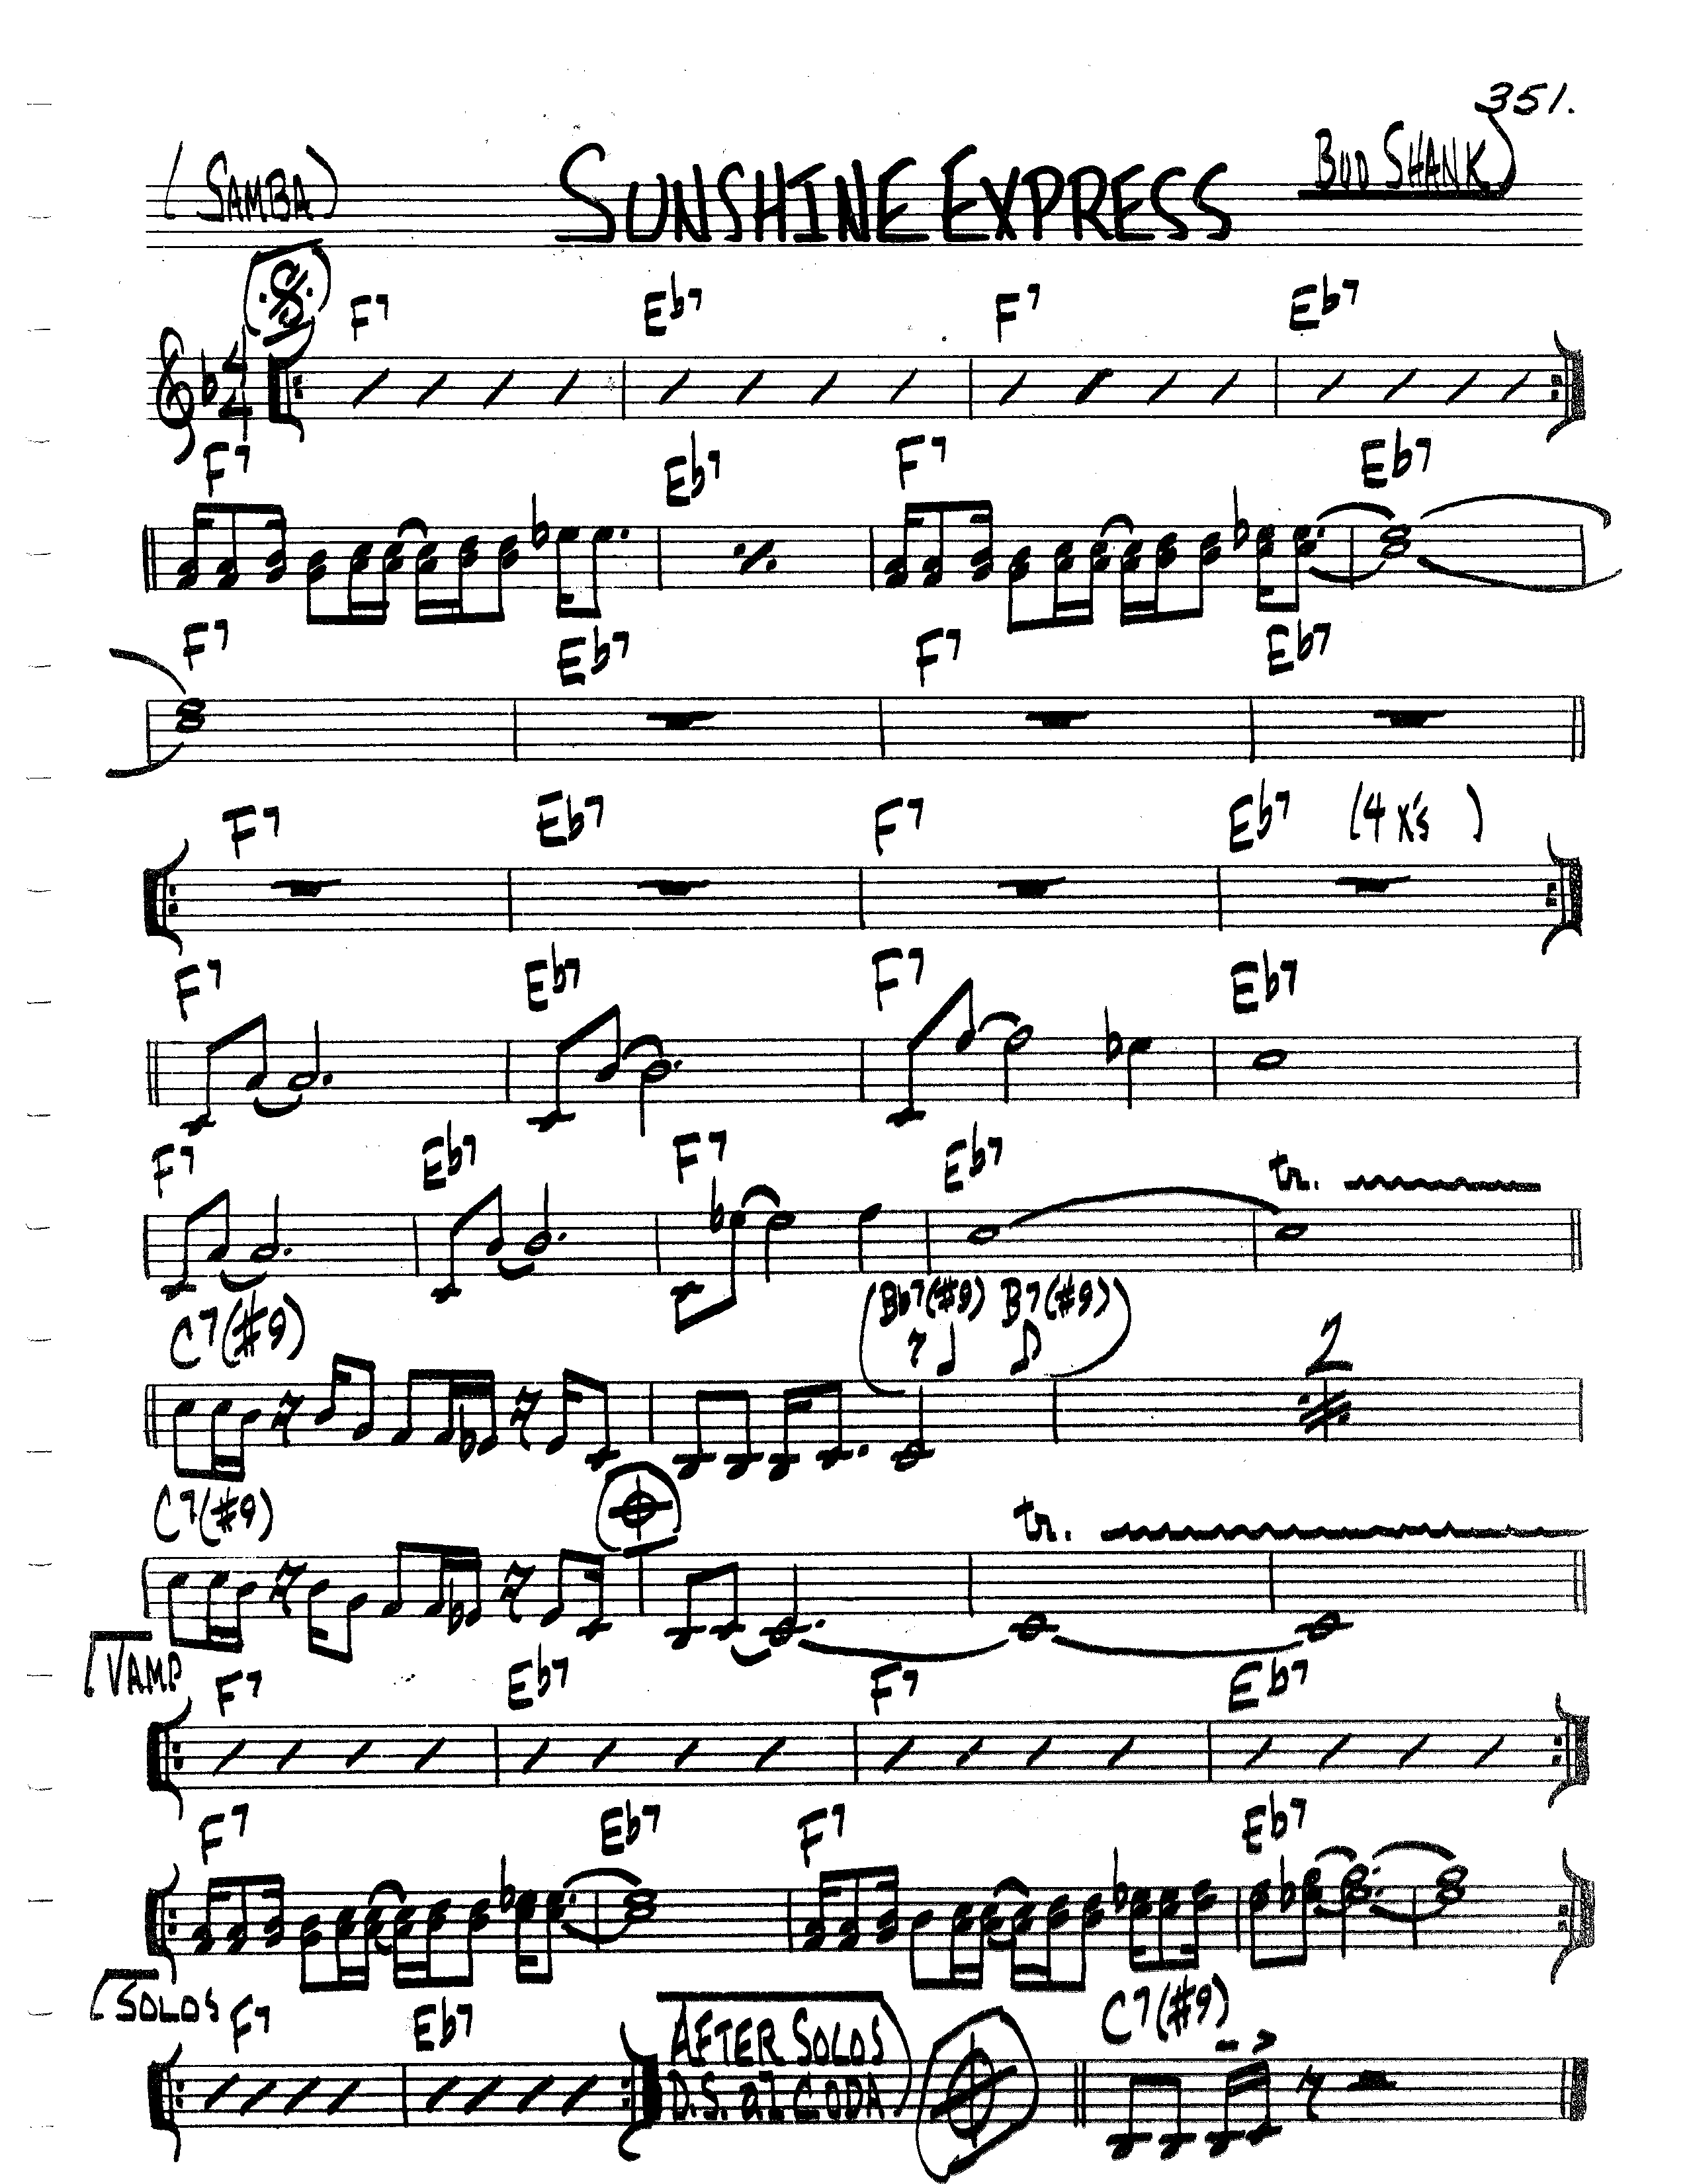 351.
(SAMBA) SUNSHINE EXPRESS BUD SHANK)
F7 Eb7 F7 Eb7
4
4
F7 Eb7 F7 Eb7
F7 Eb7 F7 Eb7
F7 Eb7 F7 Eb7 (4 X's )
F7 Eb7 F7 Eb7
F7 Eb7 F7 Eb7 tr.
C7(#9) (Bb7(#9) B7(#9)) 2
C7(#9) tr.
VAMP F7 Eb7 F7 Eb7
F7 Eb7 F7 Eb7
SOLOS F7 Eb7 AFTER SOLOS C7(#9)
D.S. al CODA